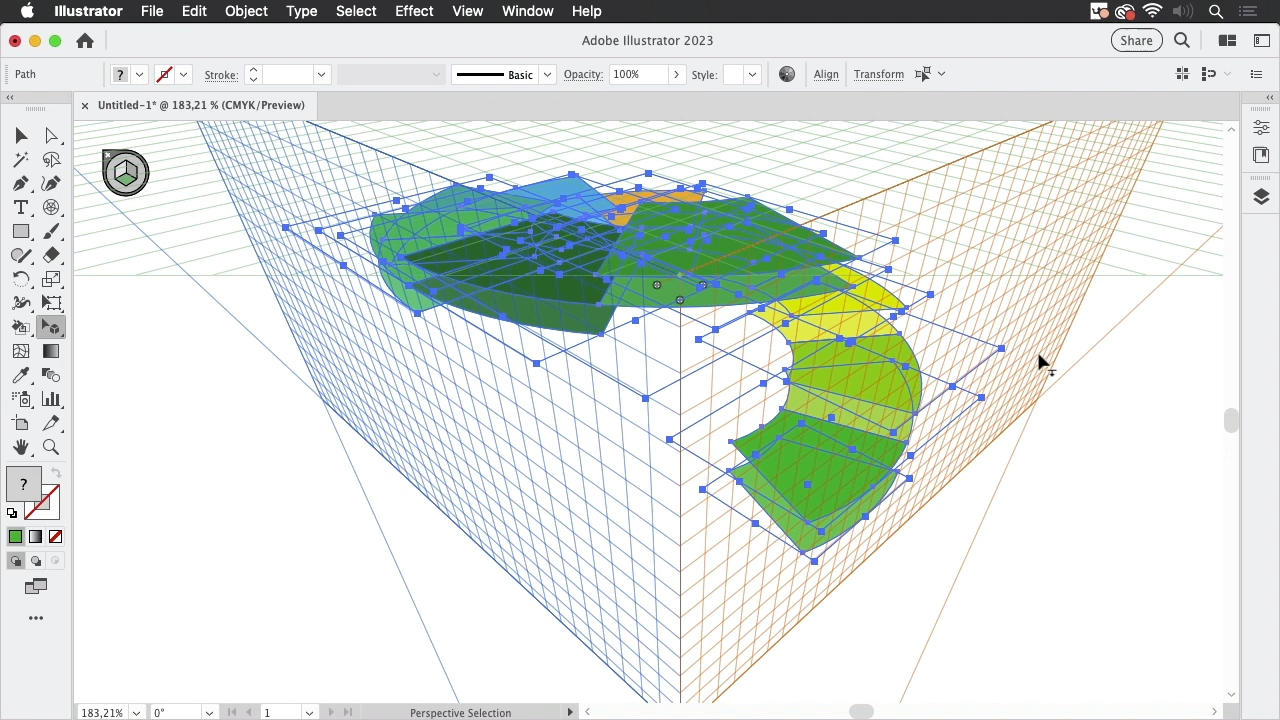 Illustrator File Edit Object Type Select Effect View Window Help
Adobe Illustrator 2023
Share
Path ? Stroke: Basic Opacity: 100% Style: Align Transform
× Untitled-1* @ 183,21 % (CMYK/Preview)
?
183,21% 0° 1 Perspective Selection